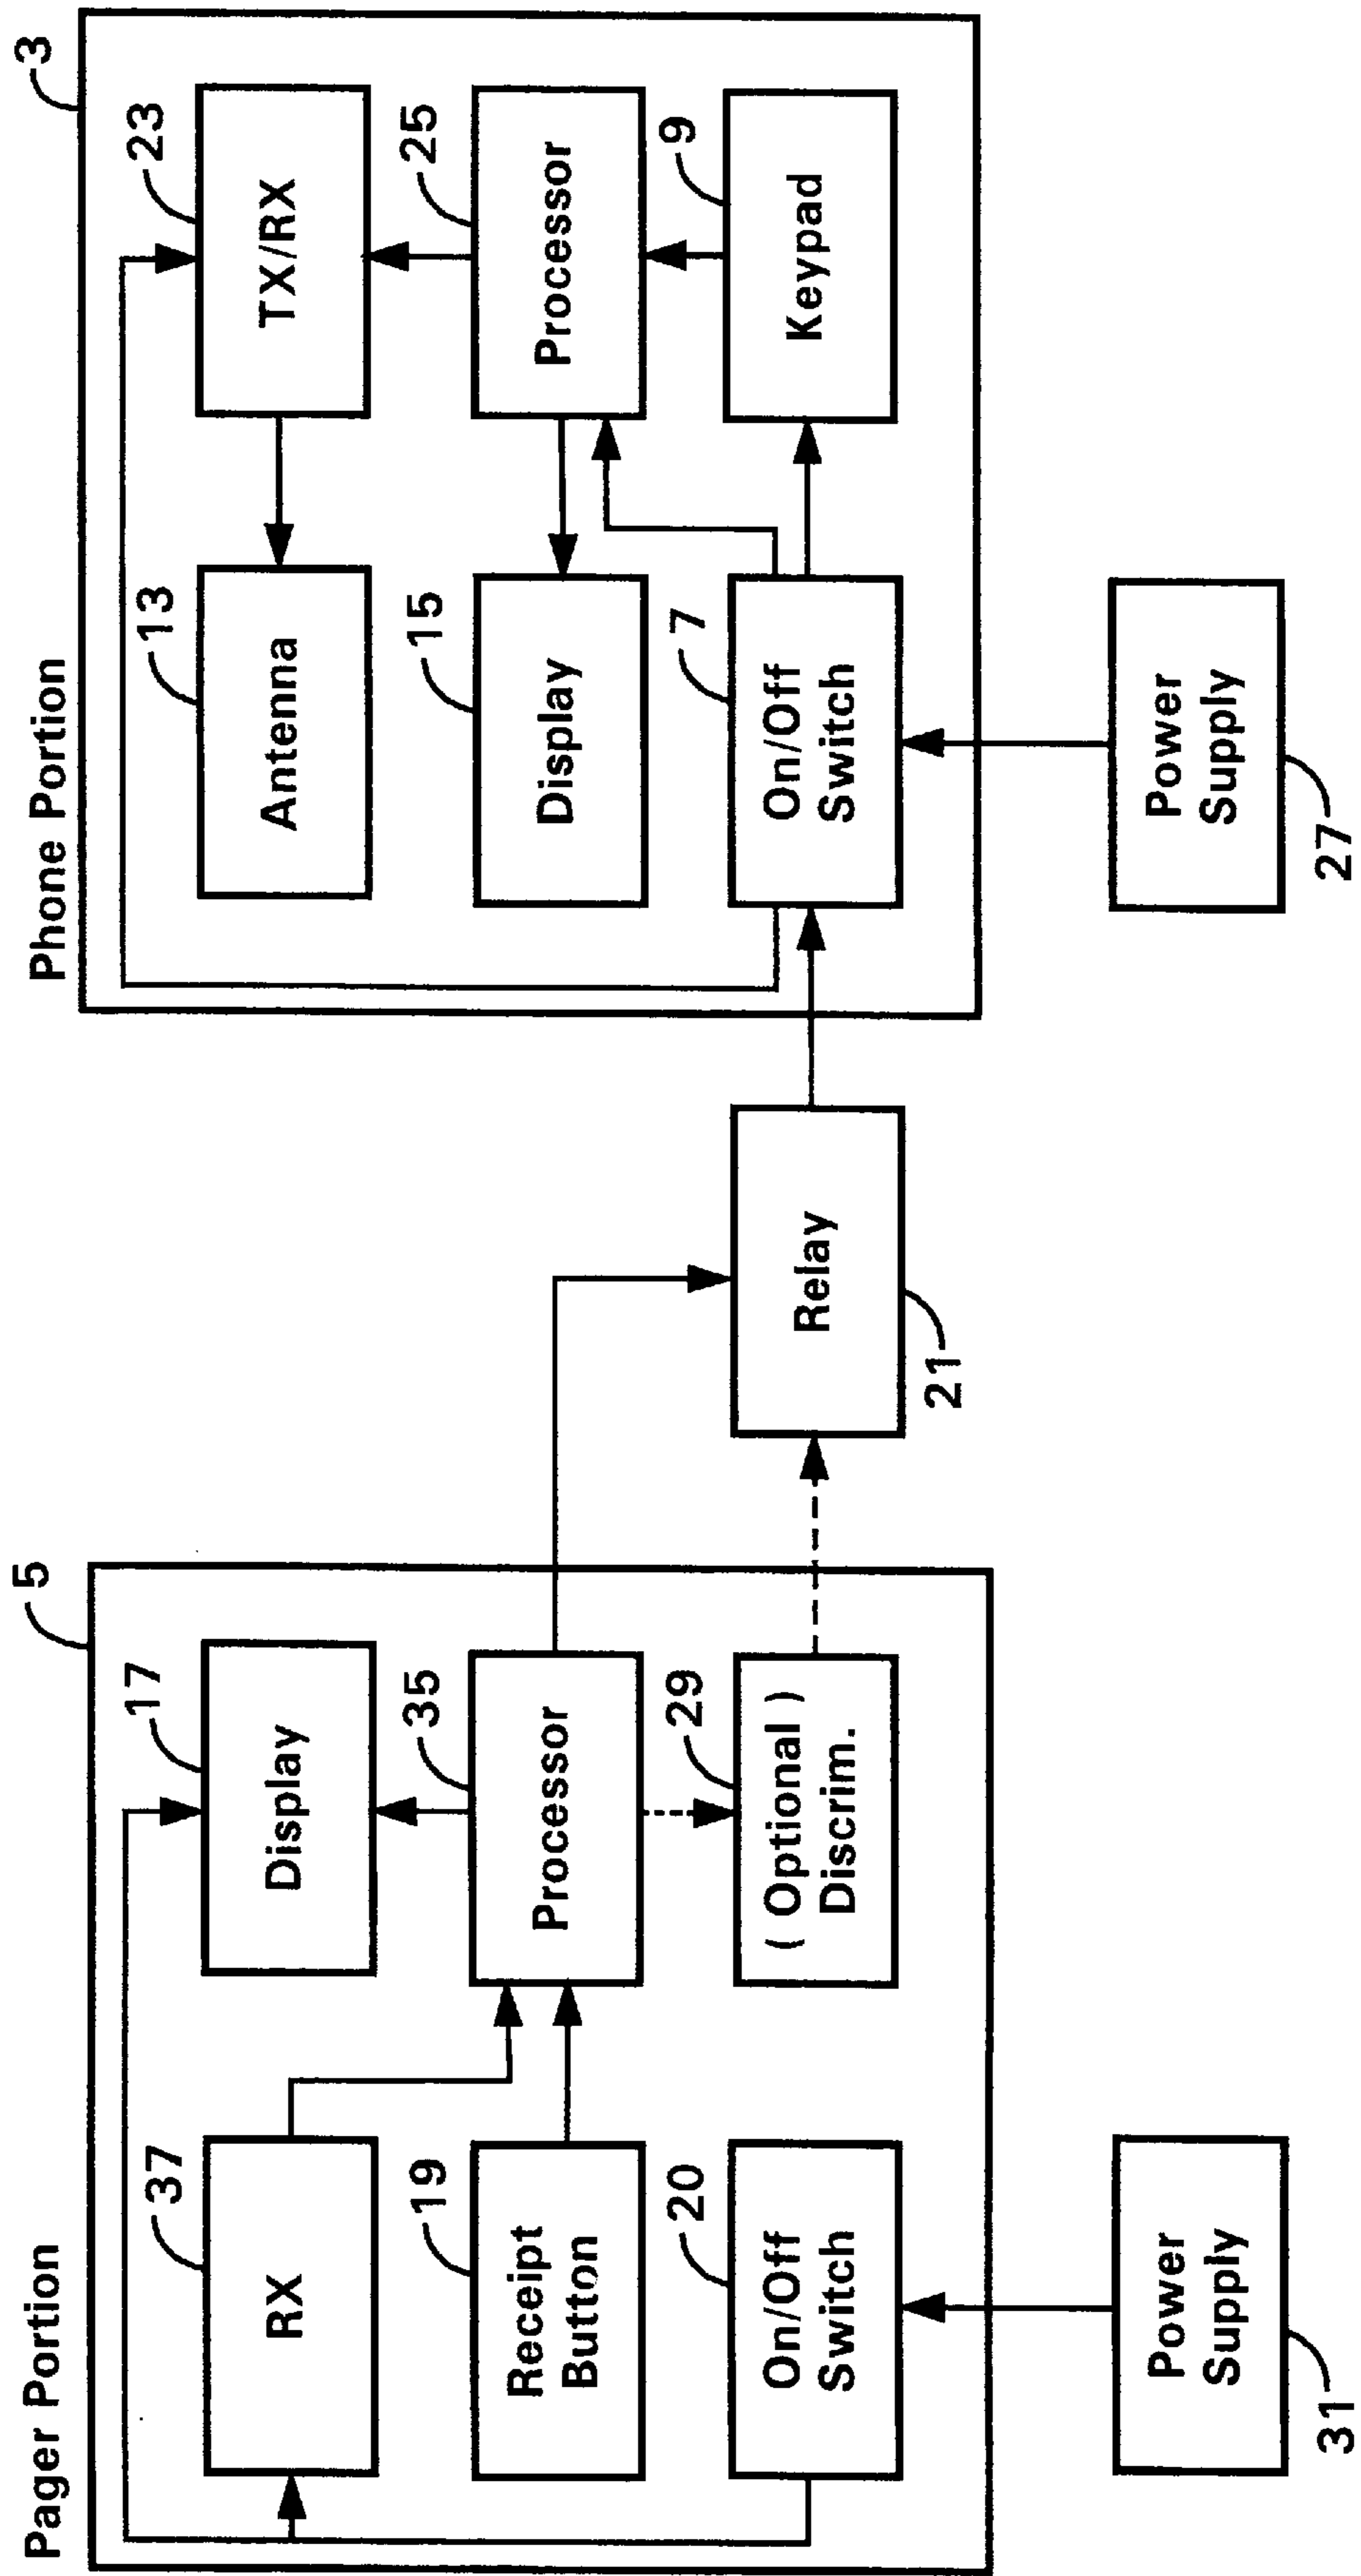 Pager Portion
5
37
RX
17
Display
19
Receipt
Button
35
Processor
20
On/Off
Switch
29
( Optional )
Discrim.
Power
Supply
31
Relay
21
Phone Portion
3
13
Antenna
23
TX/RX
15
Display
25
Processor
7
On/Off
Switch
9
Keypad
Power
Supply
27